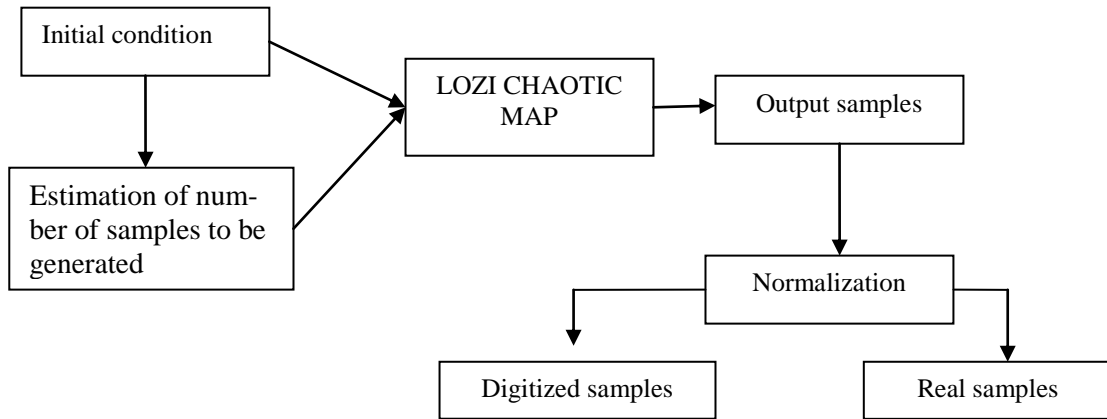 Initial condition
LOZI CHAOTIC
MAP
Output samples
Estimation of num-
ber of samples to be
generated
Normalization
Digitized samples
Real samples